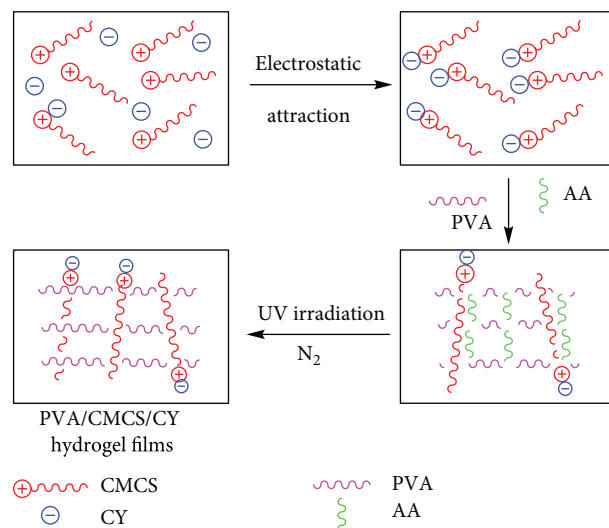 Electrostatic
attraction
PVA
AA
UV irradiation
N₂
PVA/CMCS/CY
hydrogel films
CMCS
CY
PVA
AA